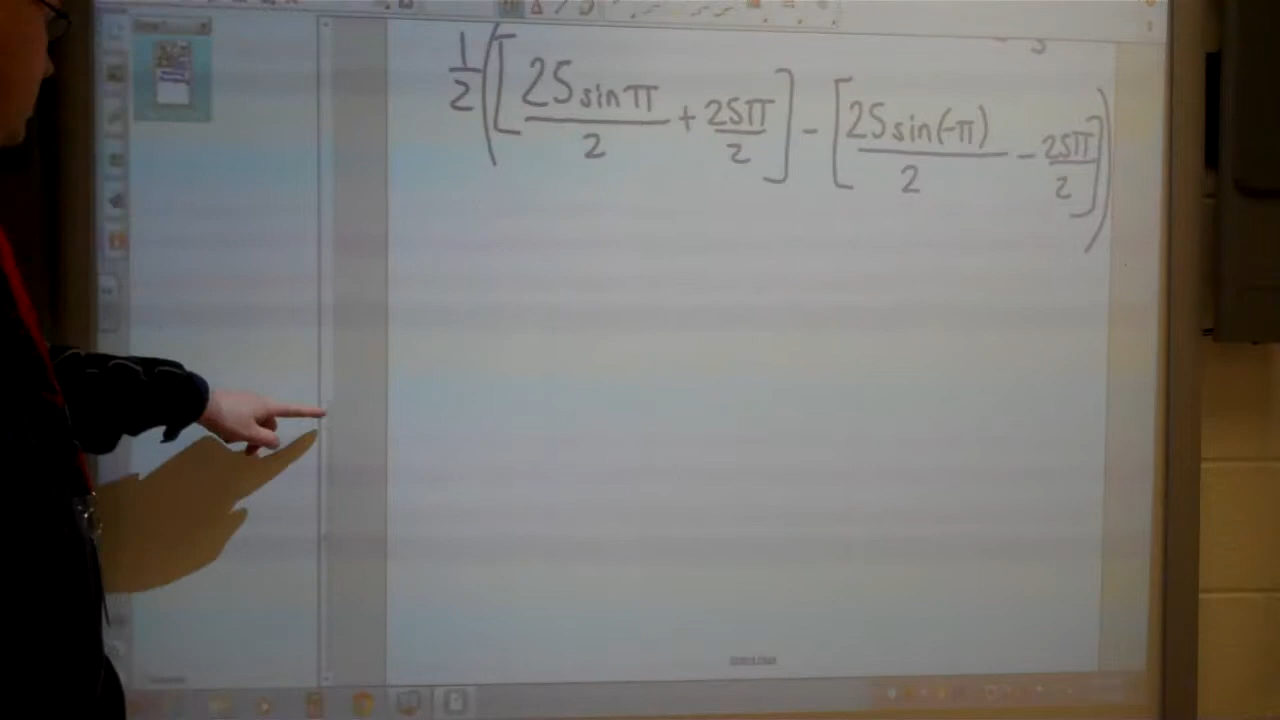 1/2 ( [ 25 sin π / 2 + 25π / 2 ] - [ 25 sin(-π) / 2 - 25π / 2 ] )